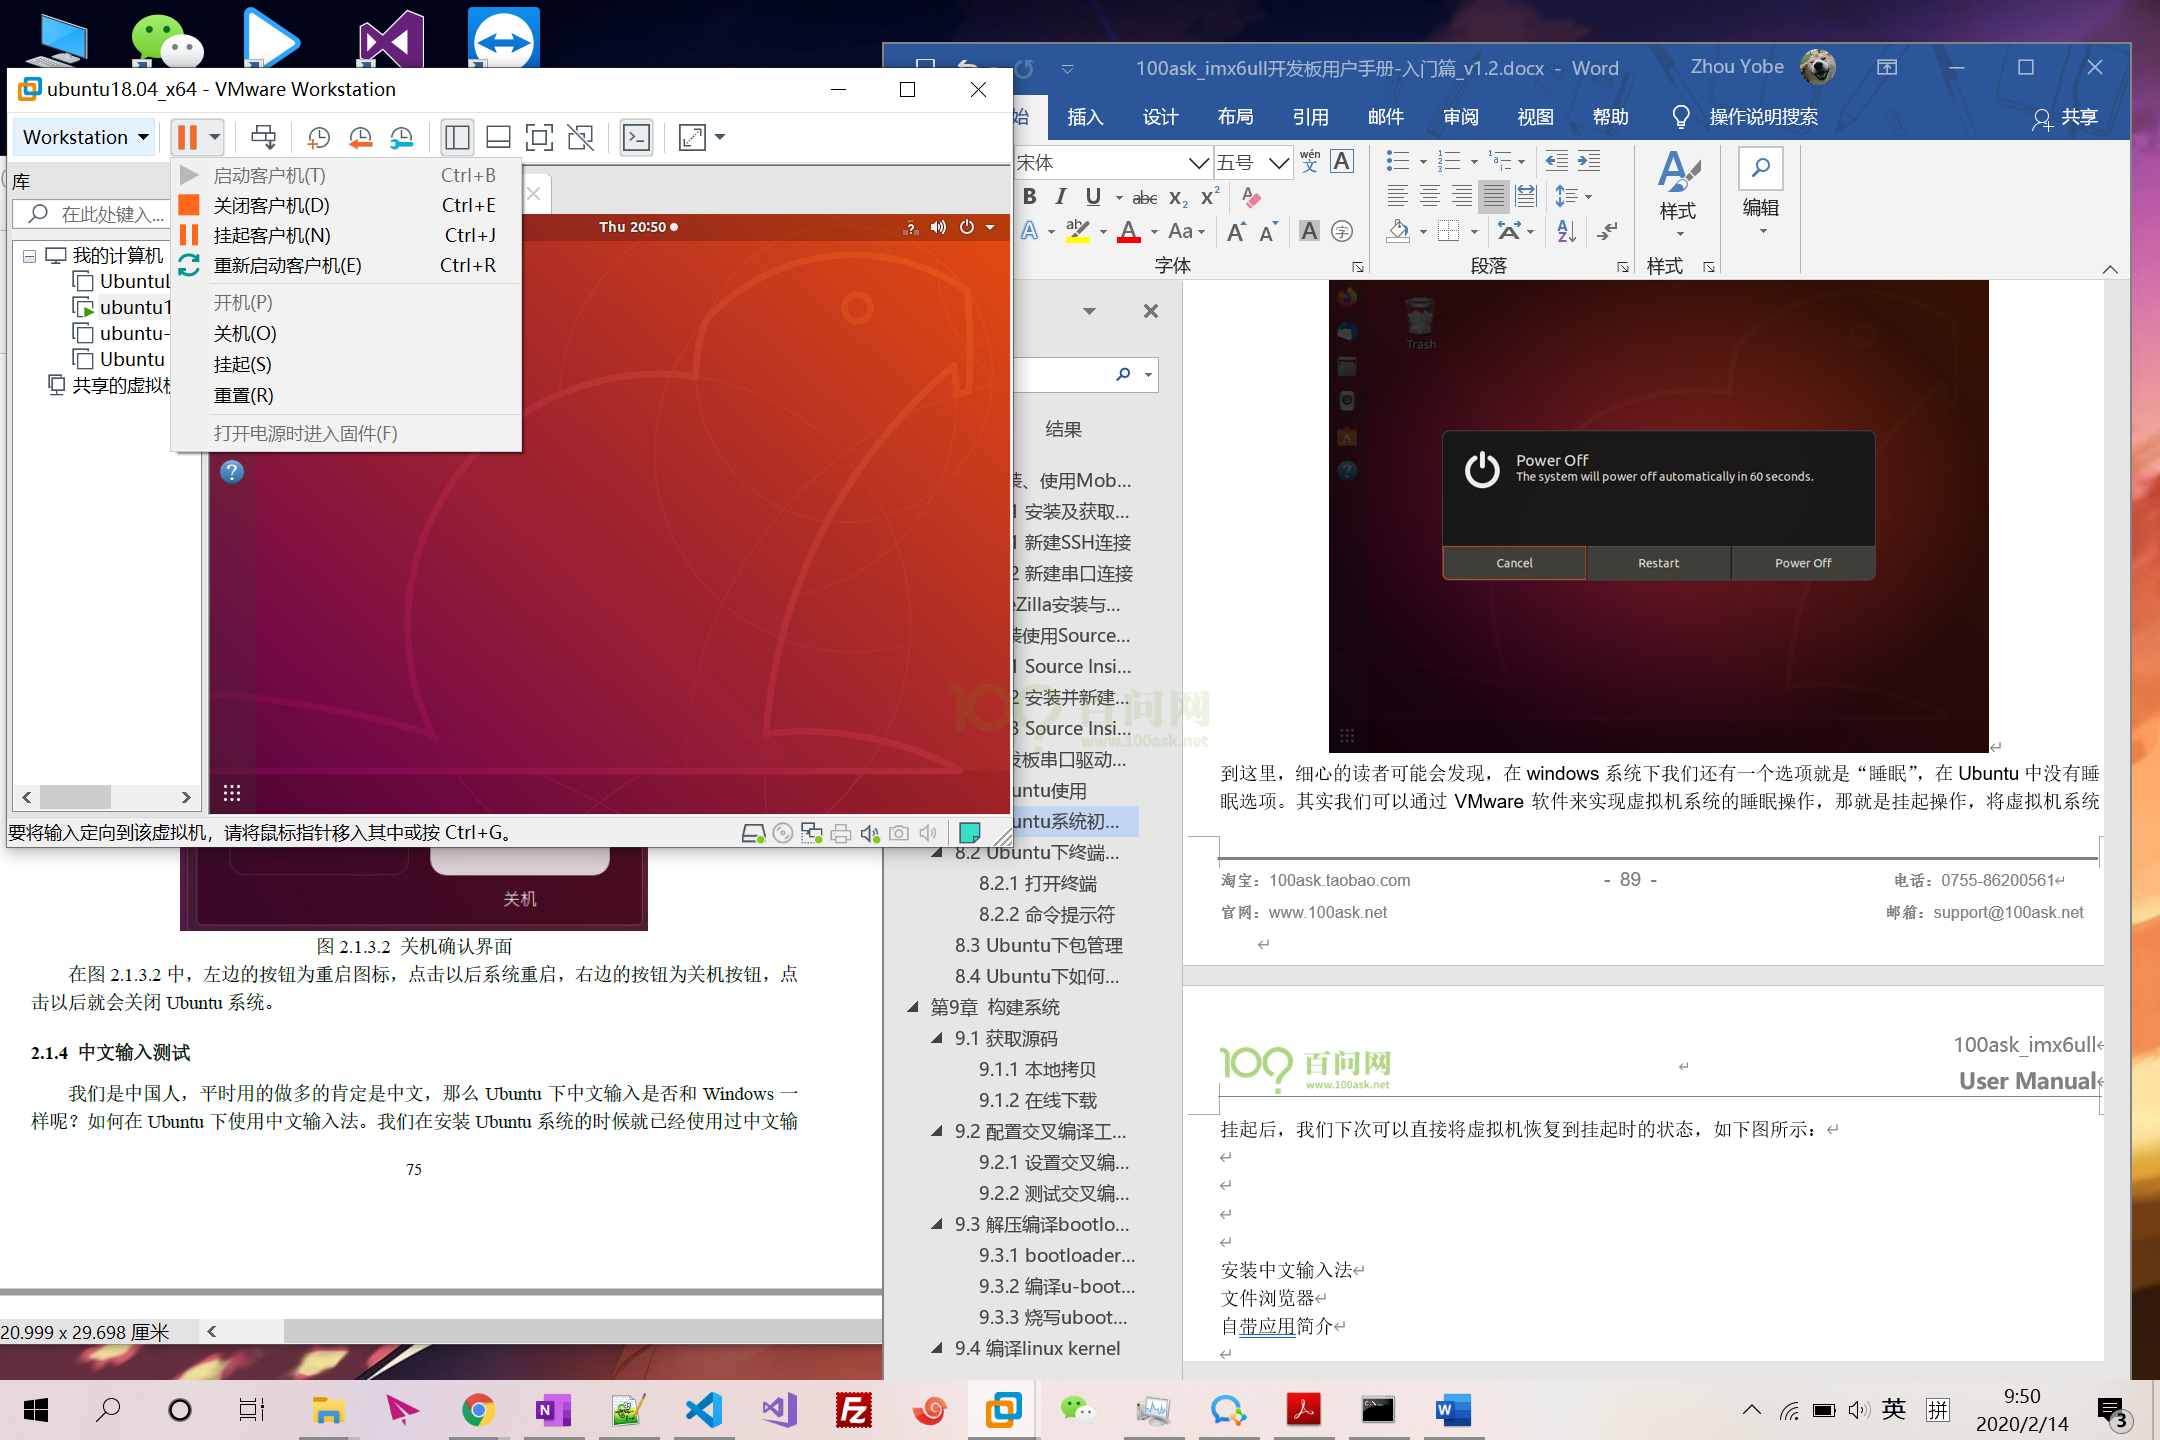 ubuntu18.04_x64 - VMware Workstation
Workstation
库
在此处键入...
我的计算机
UbuntuL
ubuntu1
ubuntu-
Ubuntu
共享的虚拟机
启动客户机(T) Ctrl+B
关闭客户机(D) Ctrl+E
挂起客户机(N) Ctrl+J
重新启动客户机(E) Ctrl+R
开机(P)
关机(O)
挂起(S)
重置(R)
打开电源时进入固件(F)
Thu 20:50
要将输入定向到该虚拟机，请将鼠标指针移入其中或按 Ctrl+G。
关机
图 2.1.3.2 关机确认界面
在图 2.1.3.2 中，左边的按钮为重启图标，点击以后系统重启，右边的按钮为关机按钮，点
击以后就会关闭 Ubuntu 系统。
2.1.4 中文输入测试
我们是中国人，平时用的做多的肯定是中文，那么 Ubuntu 下中文输入是否和 Windows 一
样呢？如何在 Ubuntu 下使用中文输入法。我们在安装 Ubuntu 系统的时候就已经使用过中文输
75
20.999 x 29.698 厘米
100ask_imx6ull开发板用户手册-入门篇_v1.2.docx - Word
Zhou Yobe
始 插入 设计 布局 引用 邮件 审阅 视图 帮助 操作说明搜索 共享
宋体 五号
字体 段落 样式 样式 编辑
结果
装、使用Mob...
1 安装及获取...
1 新建SSH连接
2 新建串口连接
eZilla安装与...
装使用Source...
1 Source Insi...
2 安装并新建...
3 Source Insi...
发板串口驱动...
untu使用
untu系统初...
8.2 Ubuntu下终端...
8.2.1 打开终端
8.2.2 命令提示符
8.3 Ubuntu下包管理
8.4 Ubuntu下如何...
第9章 构建系统
9.1 获取源码
9.1.1 本地拷贝
9.1.2 在线下载
9.2 配置交叉编译工...
9.2.1 设置交叉编...
9.2.2 测试交叉编...
9.3 解压编译bootlo...
9.3.1 bootloader...
9.3.2 编译u-boot...
9.3.3 烧写uboot...
9.4 编译linux kernel
百问网
www.100ask.net
Trash
Power Off
The system will power off automatically in 60 seconds.
Cancel Restart Power Off
到这里，细心的读者可能会发现，在 windows 系统下我们还有一个选项就是“睡眠”，在 Ubuntu 中没有睡
眠选项。其实我们可以通过 VMware 软件来实现虚拟机系统的睡眠操作，那就是挂起操作，将虚拟机系统
淘宝：100ask.taobao.com - 89 - 电话：0755-86200561
官网：www.100ask.net 邮箱：support@100ask.net
百问网
www.100ask.net
100ask_imx6ull
User Manual
挂起后，我们下次可以直接将虚拟机恢复到挂起时的状态，如下图所示：
安装中文输入法
文件浏览器
自带应用简介
英 拼
9:50
2020/2/14
3